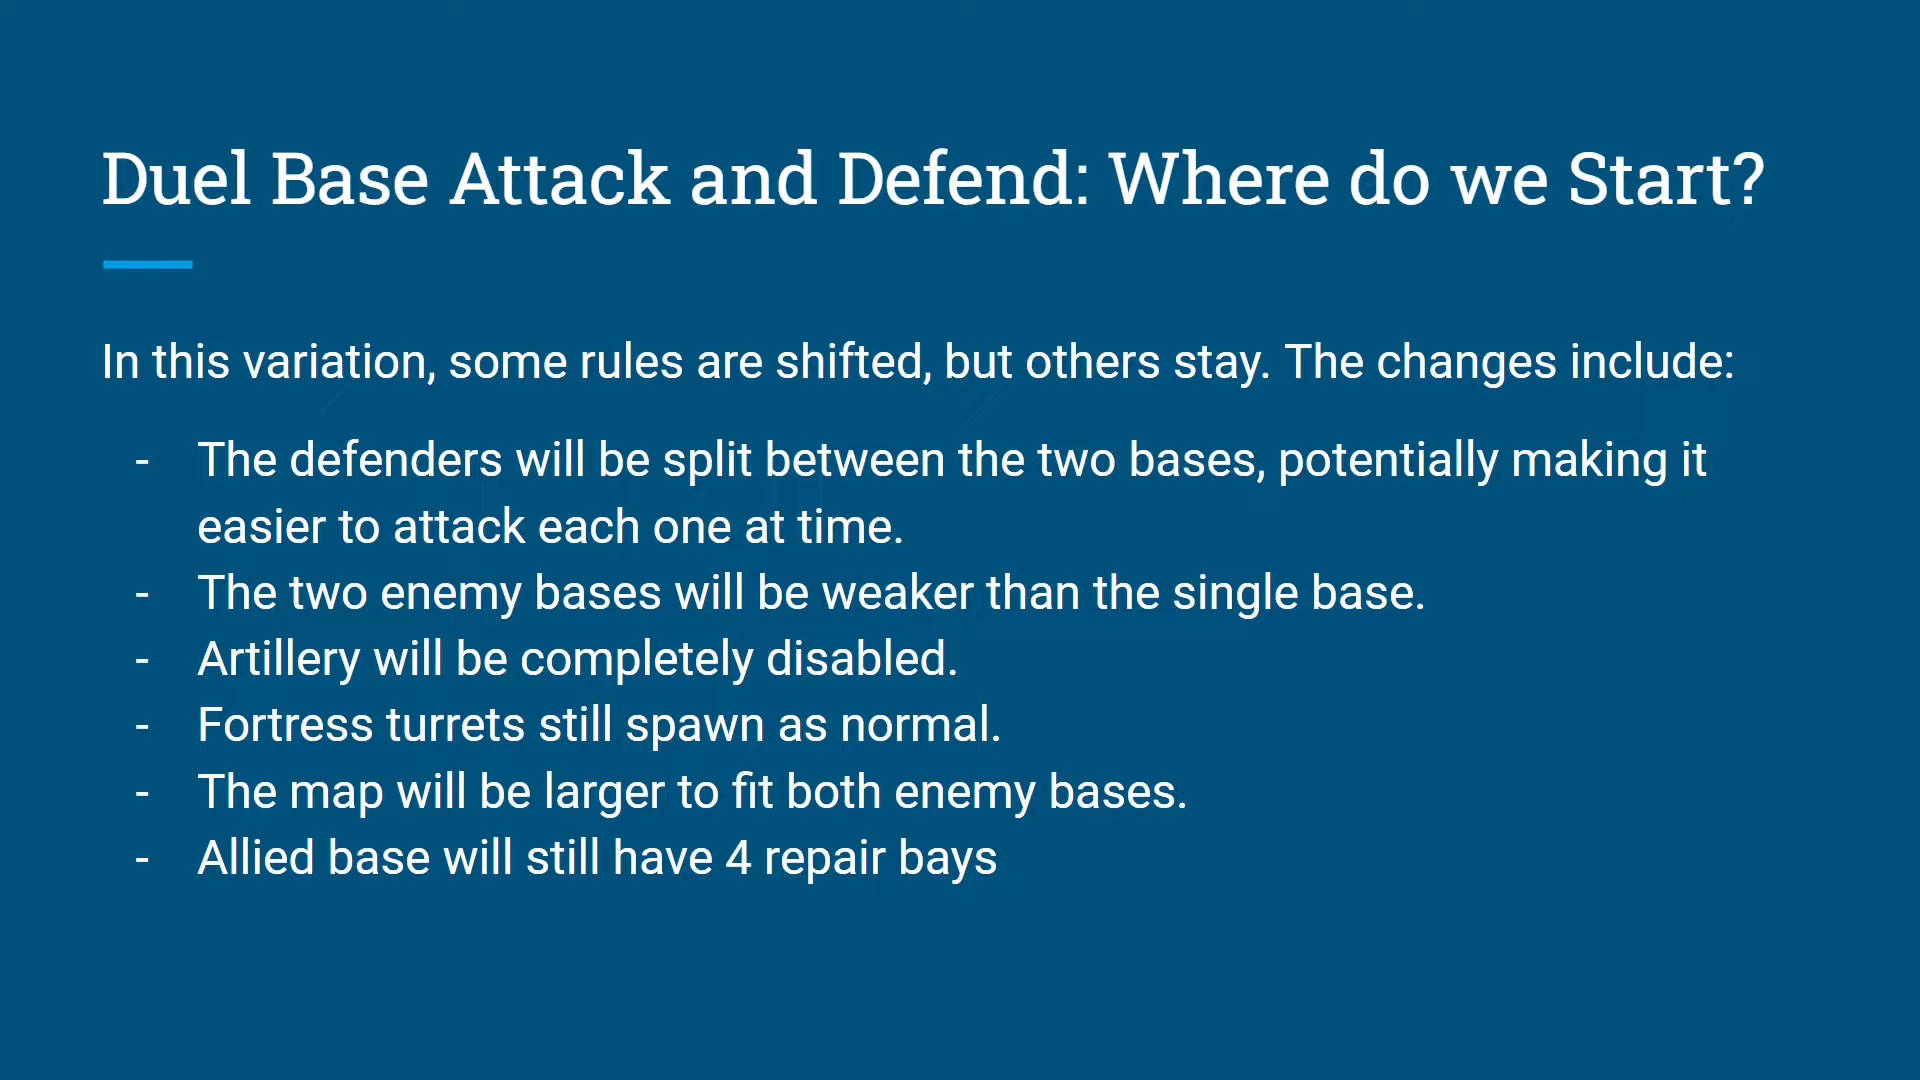 Duel Base Attack and Defend: Where do we Start?
In this variation, some rules are shifted, but others stay. The changes include:
- The defenders will be split between the two bases, potentially making it
easier to attack each one at time.
- The two enemy bases will be weaker than the single base.
- Artillery will be completely disabled.
- Fortress turrets still spawn as normal.
- The map will be larger to fit both enemy bases.
- Allied base will still have 4 repair bays